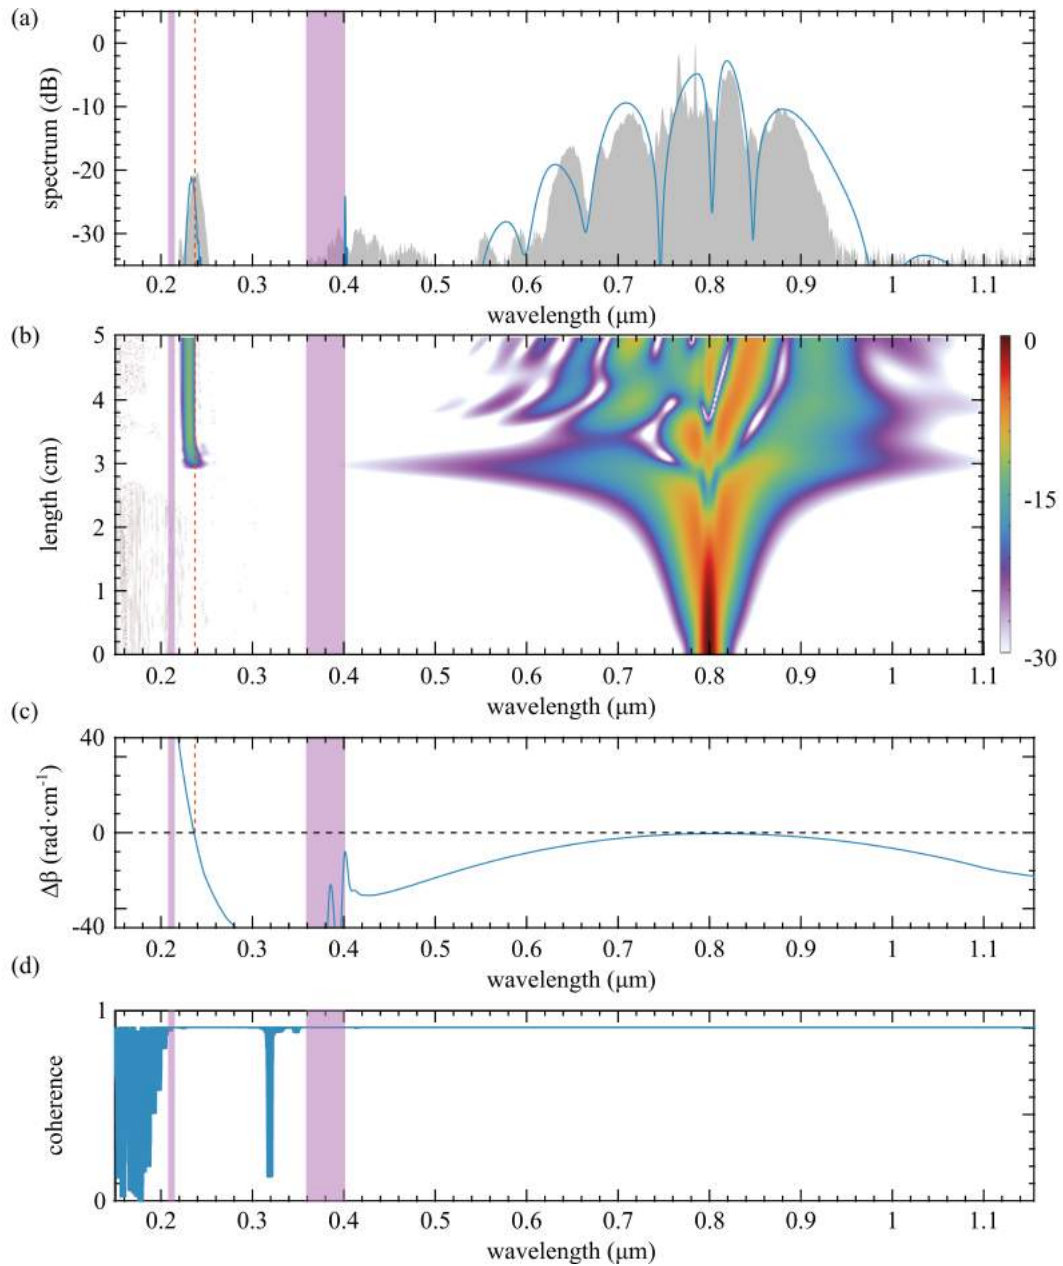 (a)
0
-10
-20
-30
spectrum (dB)
0.2 0.3 0.4 0.5 0.6 0.7 0.8 0.9 1 1.1
wavelength (μm)
(b)
5
4
3
2
1
0
length (cm)
0
-15
-30
0.2 0.3 0.4 0.5 0.6 0.7 0.8 0.9 1 1.1
wavelength (μm)
(c)
40
0
-40
Δβ (rad·cm⁻¹)
0.2 0.3 0.4 0.5 0.6 0.7 0.8 0.9 1 1.1
wavelength (μm)
(d)
1
0
coherence
0.2 0.3 0.4 0.5 0.6 0.7 0.8 0.9 1 1.1
wavelength (μm)